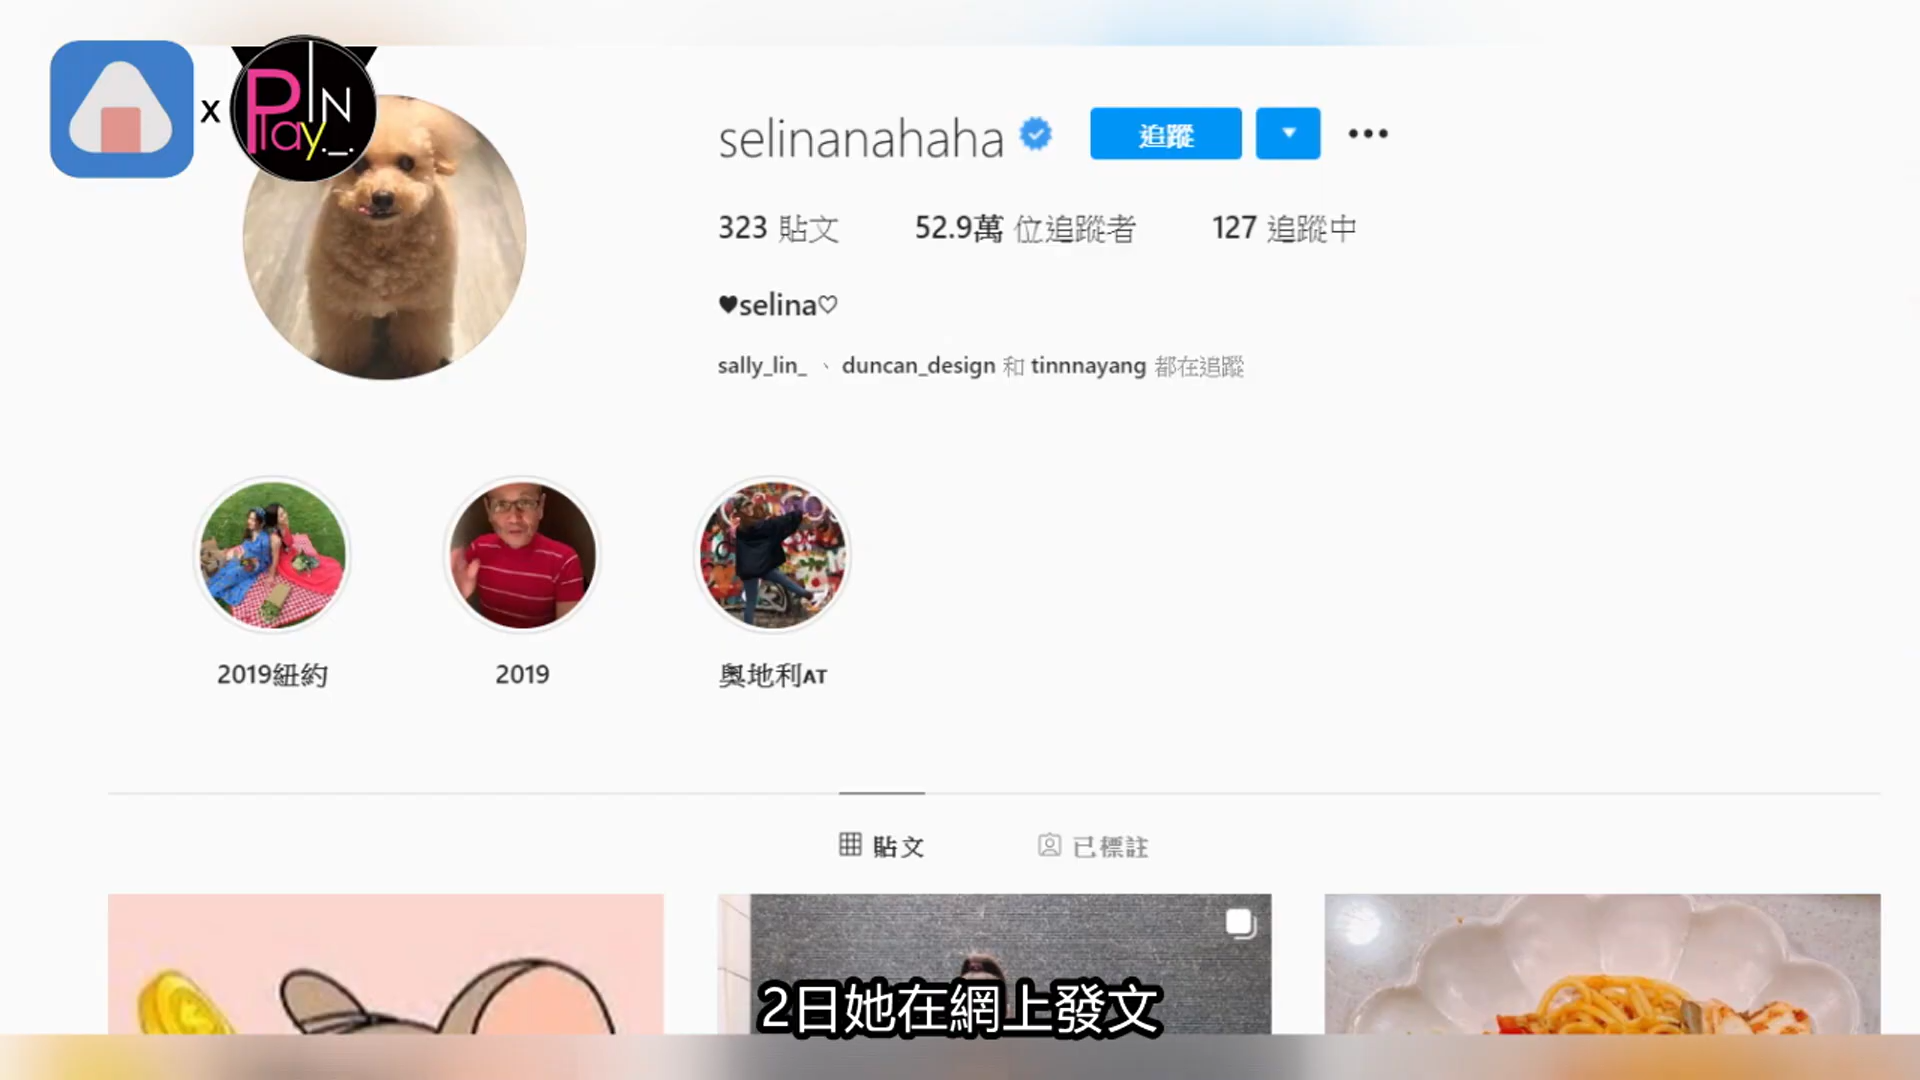 x
PlayIN
selinanahaha
追蹤
323 貼文
52.9萬 位追蹤者
127 追蹤中
♥selina♡
sally_lin_、duncan_design 和 tinnnayang 都在追蹤
2019紐約
2019
奧地利AT
貼文
已標註
2日她在網上發文